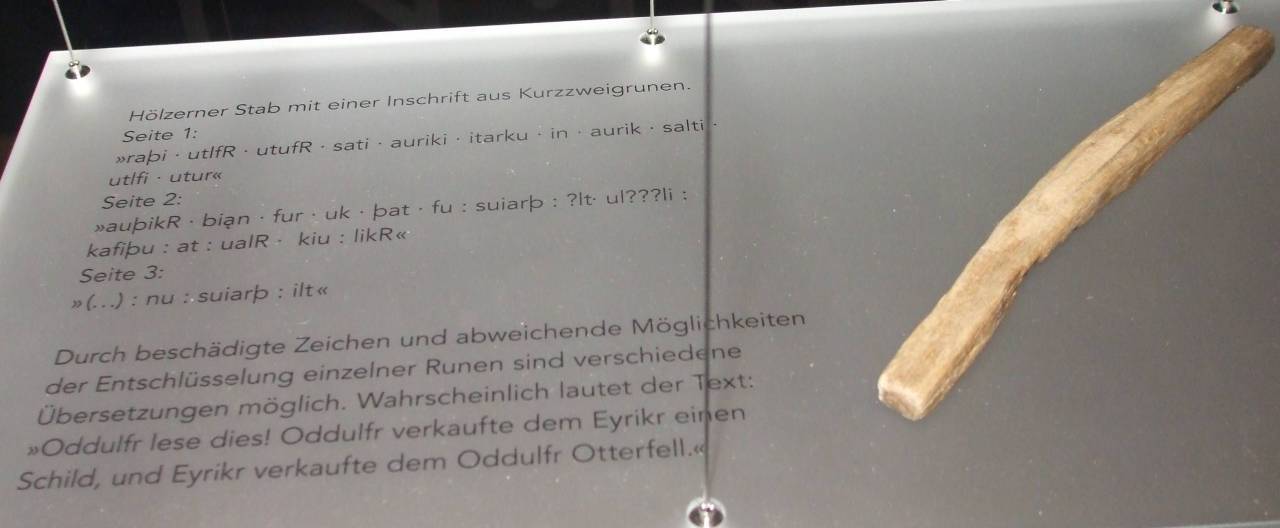 Hölzerner Stab mit einer Inschrift aus Kurzzweigrunen.
Seite 1:
»raþi · utlfR · utufR · sati · auriki · itarku · in · aurik · salti ·
utlfi · utur«
Seite 2:
»auþikR · biąn · fur · uk · þat · fu : suiarþ : ?lt· ul???li :
kafiþu : at : ualR · kiu : likR«
Seite 3:
»(...) : nu : suiarþ : ilt«
Durch beschädigte Zeichen und abweichende Möglichkeiten
der Entschlüsselung einzelner Runen sind verschiedene
Übersetzungen möglich. Wahrscheinlich lautet der Text:
»Oddulfr lese dies! Oddulfr verkaufte dem Eyrikr einen
Schild, und Eyrikr verkaufte dem Oddulfr Otterfell.«